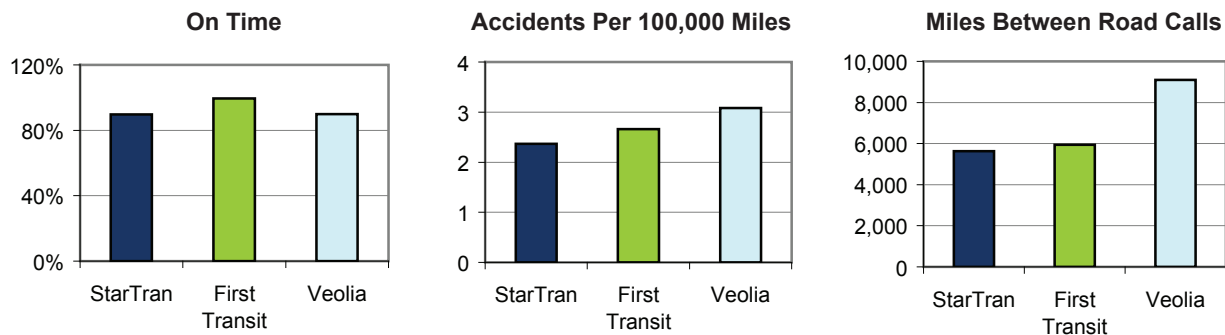 On Time
120%
80%
40%
0%
StarTran
First
Transit
Veolia
Accidents Per 100,000 Miles
4
3
2
1
0
StarTran
First
Transit
Veolia
Miles Between Road Calls
10,000
8,000
6,000
4,000
2,000
0
StarTran
First
Transit
Veolia